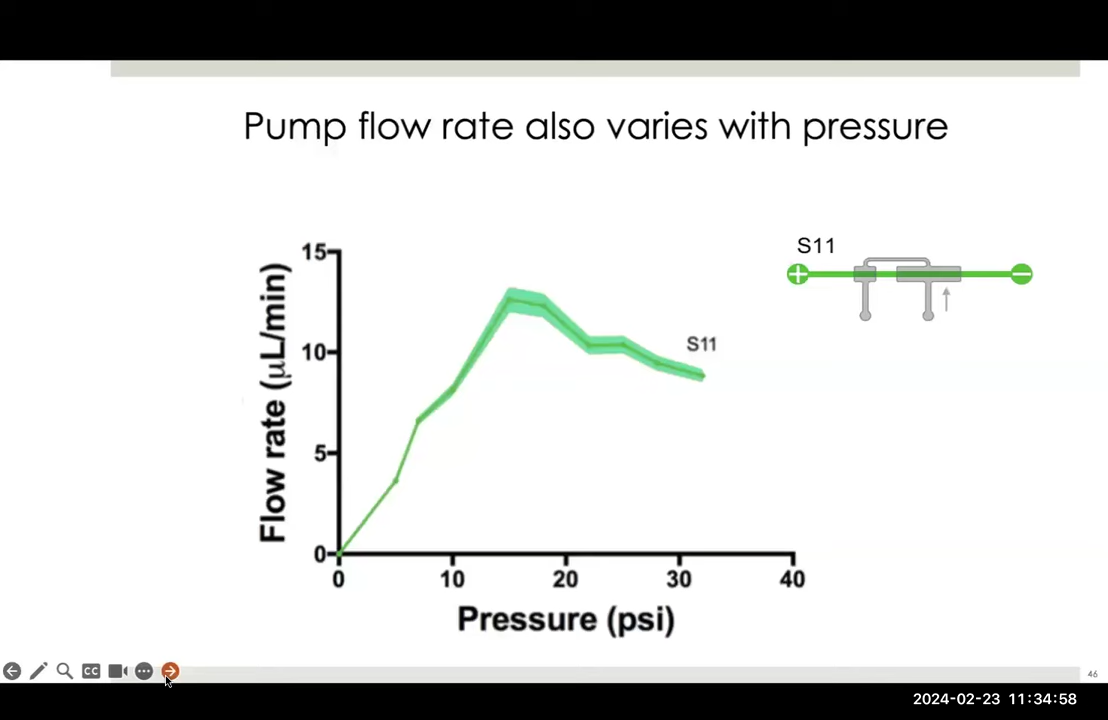 Pump flow rate also varies with pressure
S11
15
10
5
0
Flow rate (µL/min)
S11
0 10 20 30 40
Pressure (psi)
CC
46
2024-02-23 11:34:58